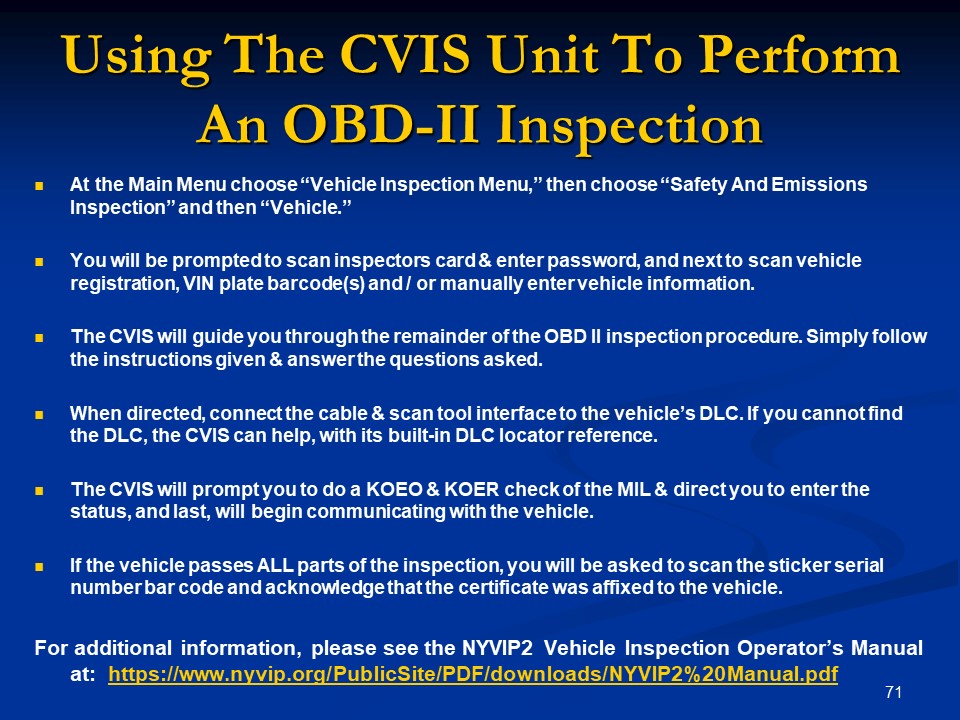 Using The CVIS Unit To Perform
An OBD-II Inspection
At the Main Menu choose “Vehicle Inspection Menu,” then choose “Safety And Emissions
Inspection” and then “Vehicle.”
You will be prompted to scan inspectors card & enter password, and next to scan vehicle
registration, VIN plate barcode(s) and / or manually enter vehicle information.
The CVIS will guide you through the remainder of the OBD II inspection procedure. Simply follow
the instructions given & answer the questions asked.
When directed, connect the cable & scan tool interface to the vehicle’s DLC. If you cannot find
the DLC, the CVIS can help, with its built-in DLC locator reference.
The CVIS will prompt you to do a KOEO & KOER check of the MIL & direct you to enter the
status, and last, will begin communicating with the vehicle.
If the vehicle passes ALL parts of the inspection, you will be asked to scan the sticker serial
number bar code and acknowledge that the certificate was affixed to the vehicle.
For additional information, please see the NYVIP2 Vehicle Inspection Operator’s Manual
at: https://www.nyvip.org/PublicSite/PDF/downloads/NYVIP2%20Manual.pdf
71